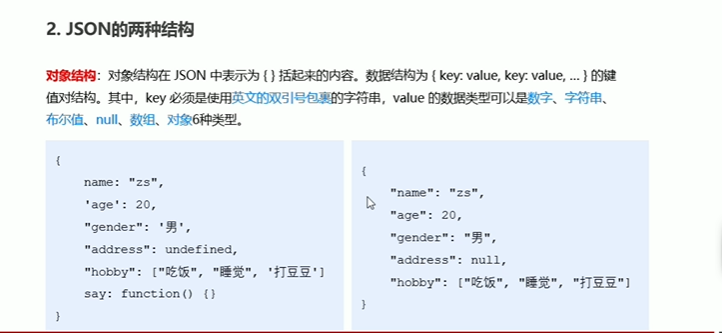 2. JSON的两种结构
对象结构：对象结构在 JSON 中表示为 { } 括起来的内容。数据结构为 { key: value, key: value, … } 的键
值对结构。其中，key 必须是使用英文的双引号包裹的字符串，value 的数据类型可以是数字、字符串、
布尔值、null、数组、对象6种类型。
{
name: "zs",
'age': 20,
"gender": '男',
"address": undefined,
"hobby": ["吃饭", "睡觉", '打豆豆']
say: function() {}
}
{
"name": "zs",
"age": 20,
"gender": "男",
"address": null,
"hobby": ["吃饭", "睡觉", "打豆豆"]
}